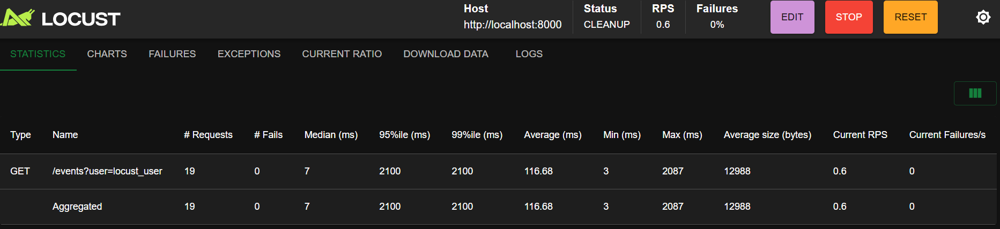 LOCUST
Host
http://localhost:8000
Status
CLEANUP
RPS
0.6
Failures
0%
EDIT
STOP
RESET
STATISTICS CHARTS FAILURES EXCEPTIONS CURRENT RATIO DOWNLOAD DATA LOGS
Type Name # Requests # Fails Median (ms) 95%ile (ms) 99%ile (ms) Average (ms) Min (ms) Max (ms) Average size (bytes) Current RPS Current Failures/s
GET /events?user=locust_user 19 0 7 2100 2100 116.68 3 2087 12988 0.6 0
Aggregated 19 0 7 2100 2100 116.68 3 2087 12988 0.6 0